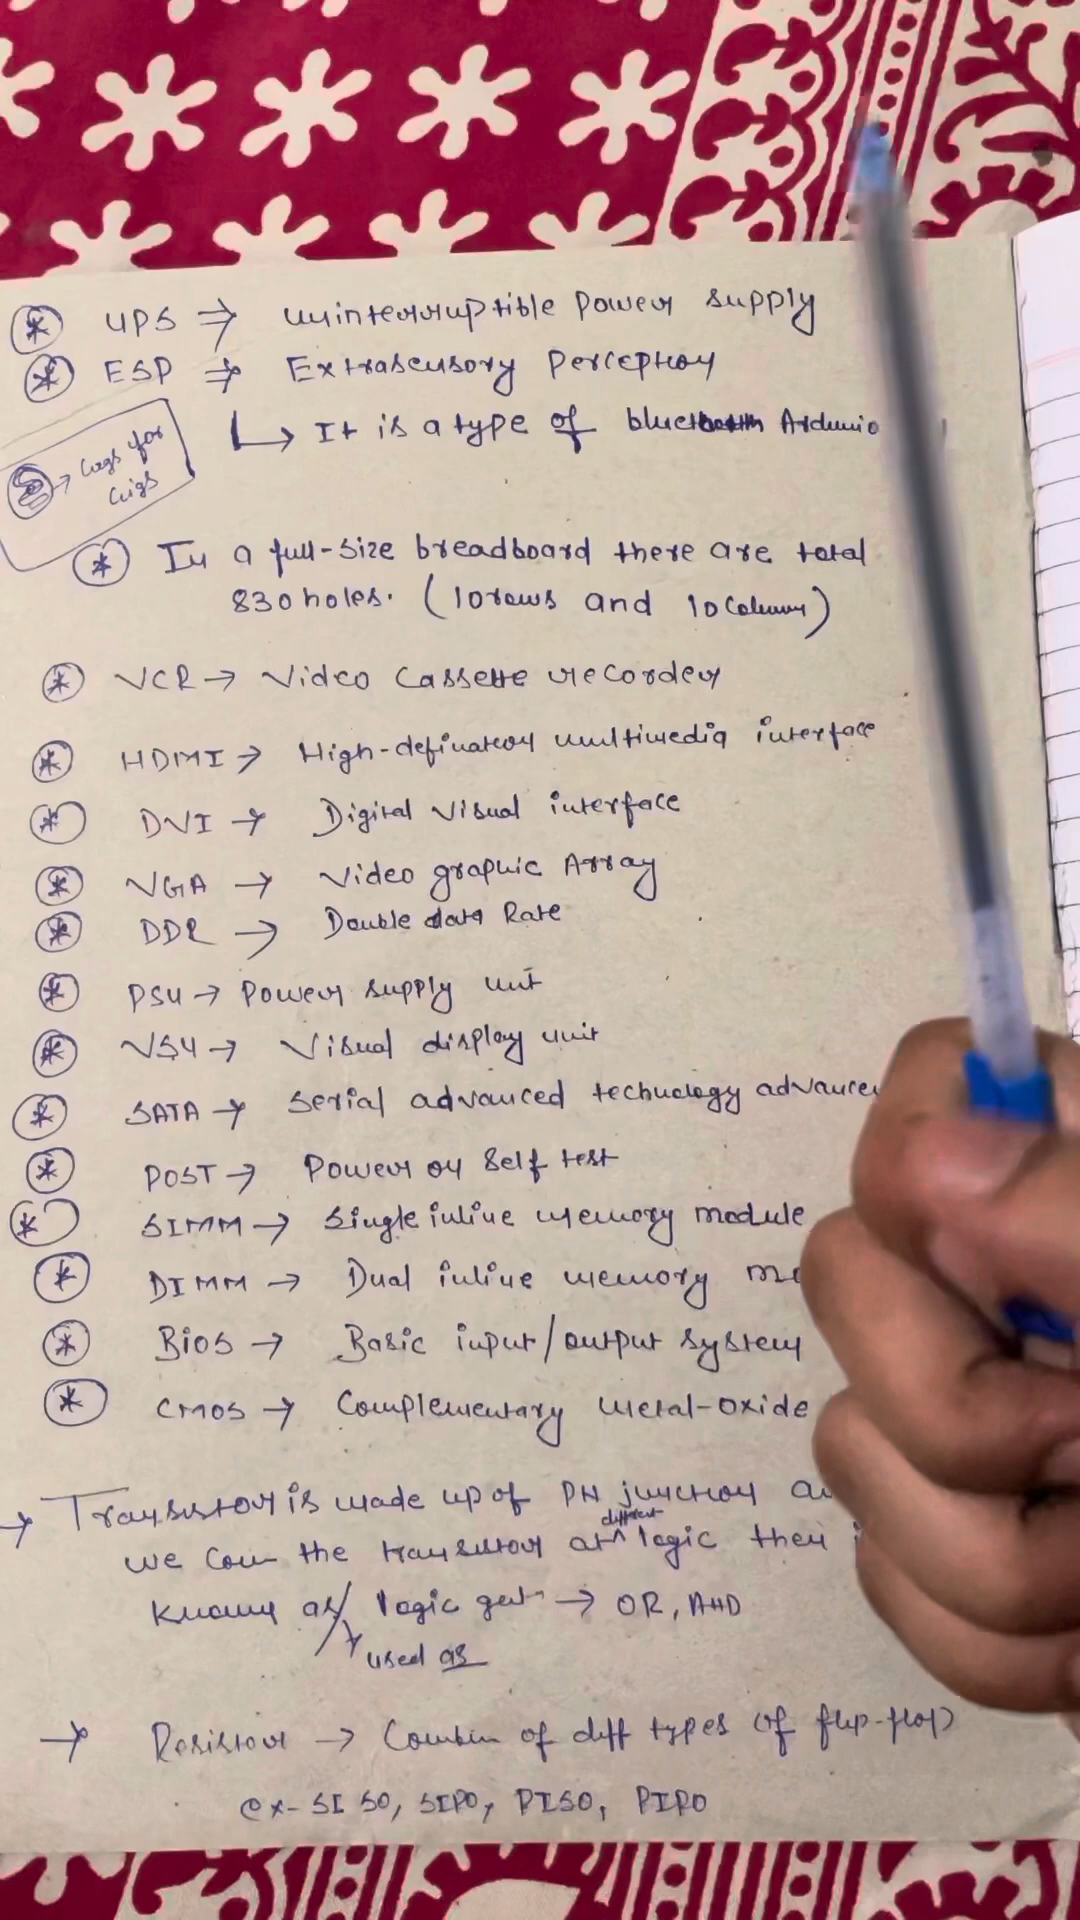 UPS ⇒ Uninterruptible Power supply
ESP ⇒ Extrasensory Perception
↳ It is a type of bluetooth Arduino
→ for
* In a full-size breadboard there are total
830 holes. (10 rows and 10 Column)
VCR → Video Cassette recorder
HDMI → High-defination multimedia interface
DVI → Digital Visual interface
VGA → Video graphic Array
DDR → Double data Rate
PSU → Power supply unit
VSU → Visual display unit
SATA → Serial advanced technology
POST → Power on Self test
SIMM → Single inline memory module
DIMM → Dual inline memory
BIOS → Basic input/output system
CMOS → Complementary metal-oxide
→ Transistor is made up of PN junction
we can the transistor at different logic then
known as logic → OR, AND
used as
→ Resistor → Combin of diff types of flip-flop
ex- SISO, SIPO, PISO, PIPO